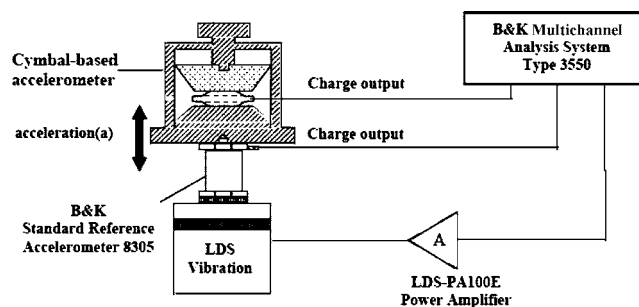 B&K Multichannel
Analysis System
Type 3550
Cymbal-based
accelerometer
Charge output
acceleration(a)
Charge output
B&K
Standard Reference
Accelerometer 8305
LDS
Vibration
A
LDS-PA100E
Power Amplifier